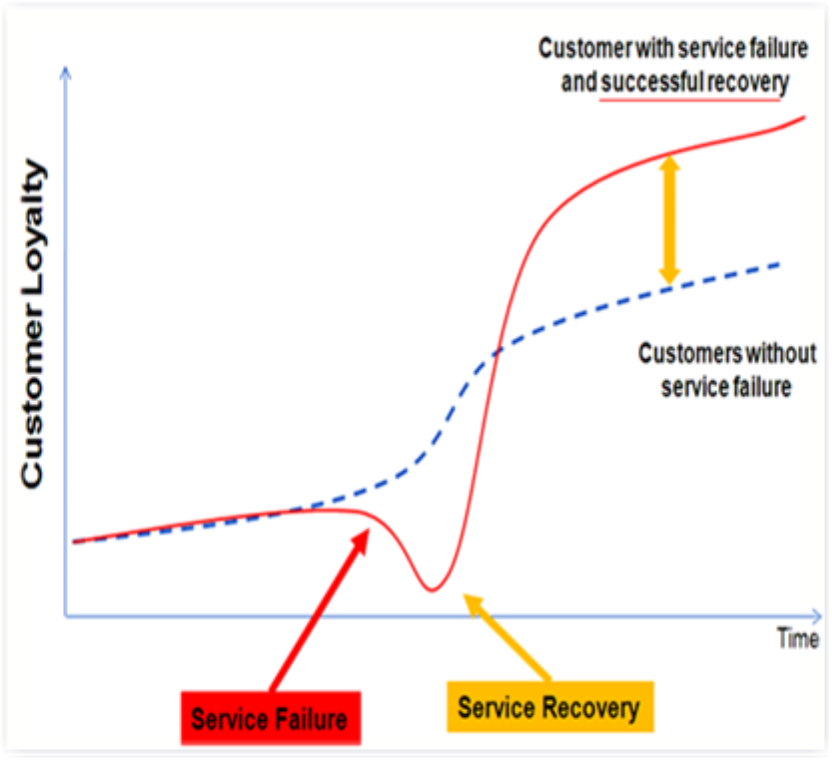 Customer with service failure
and successful recovery
Customer Loyalty
Customers without
service failure
Time
Service Failure
Service Recovery